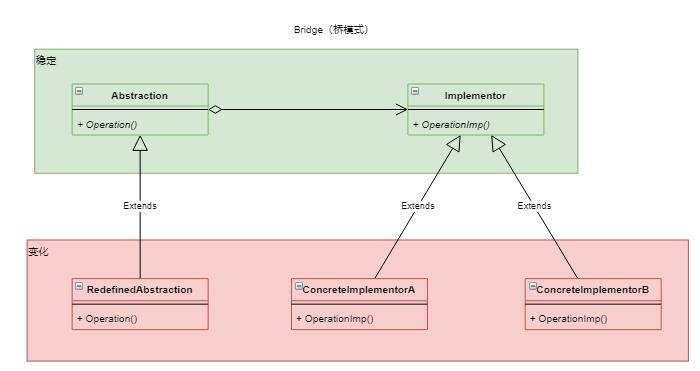 Bridge（桥模式）
稳定
Abstraction
+ Operation()
Implementor
+ OperationImp()
Extends
Extends
Extends
变化
RedefinedAbstraction
+ Operation()
ConcreteImplementorA
+ OperationImp()
ConcreteImplementorB
+ OperationImp()